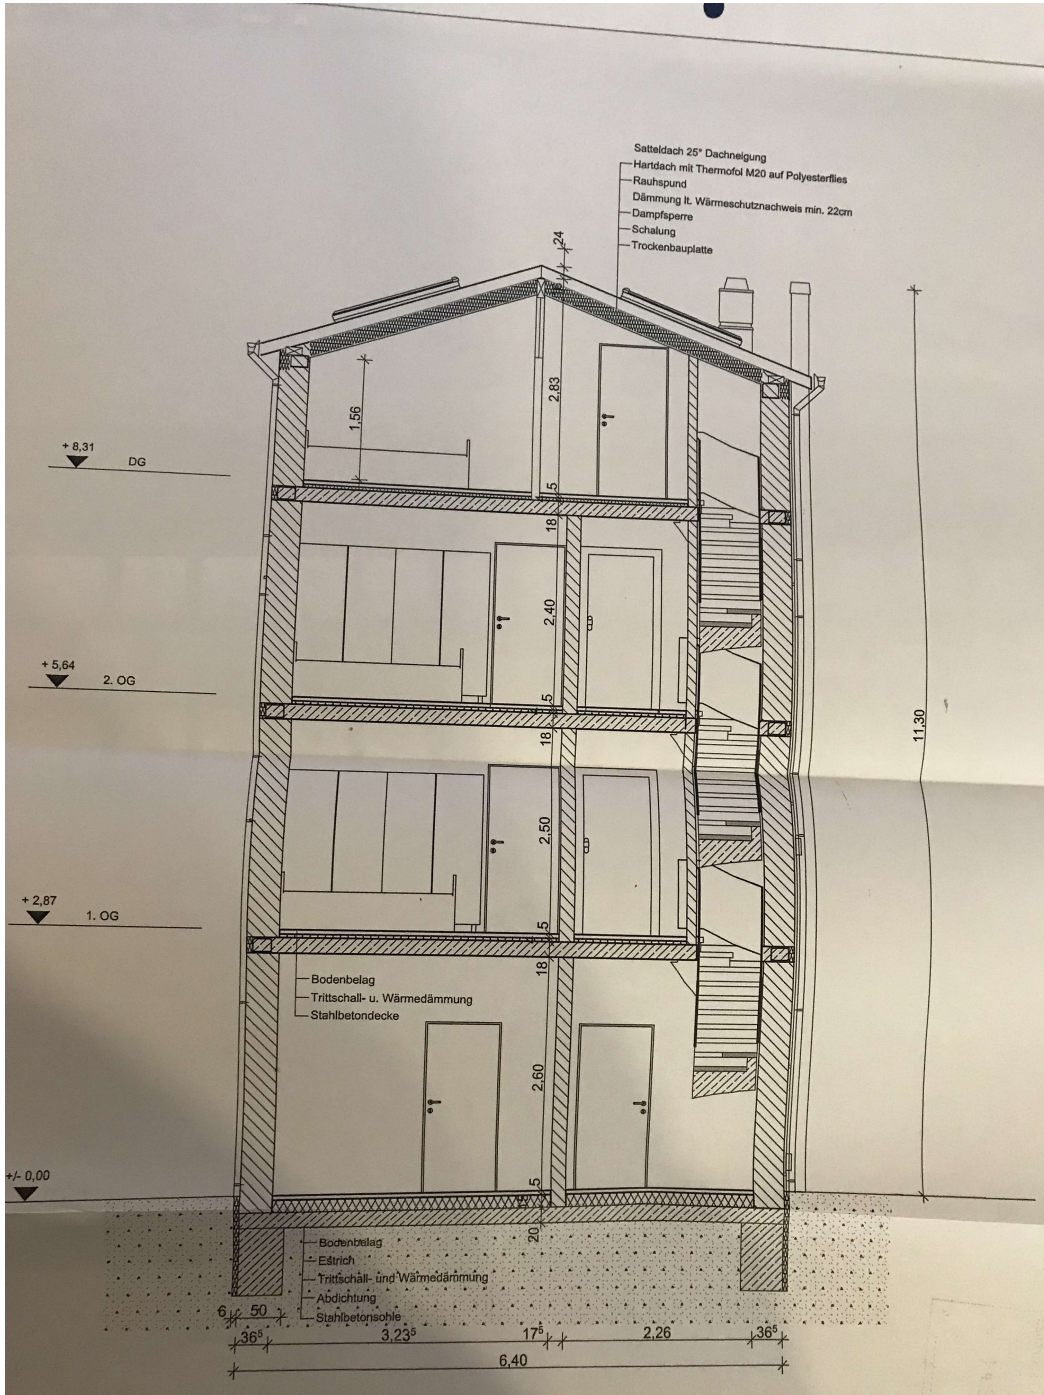 Satteldach 25° Dachneigung
Hartdach mit Thermofol M20 auf Polyesterflies
Rauhspund
Dämmung lt. Wärmeschutznachweis min. 22cm
Dampfsperre
Schalung
Trockenbauplatte
24
2,83
1,56
+ 8,31
DG
5
18
2,40
11,30
+ 5,64
2. OG
5
18
2,50
+ 2,87
1. OG
5
18
Bodenbelag
Trittschall- u. Wärmedämmung
Stahlbetondecke
2,60
+/- 0,00
5
20
Bodenbelag
Estrich
Trittschall- und Wärmedämmung
Abdichtung
Stahlbetonsohle
6 50
36⁵ 3,23⁵ 17⁵ 2,26 36⁵
6,40